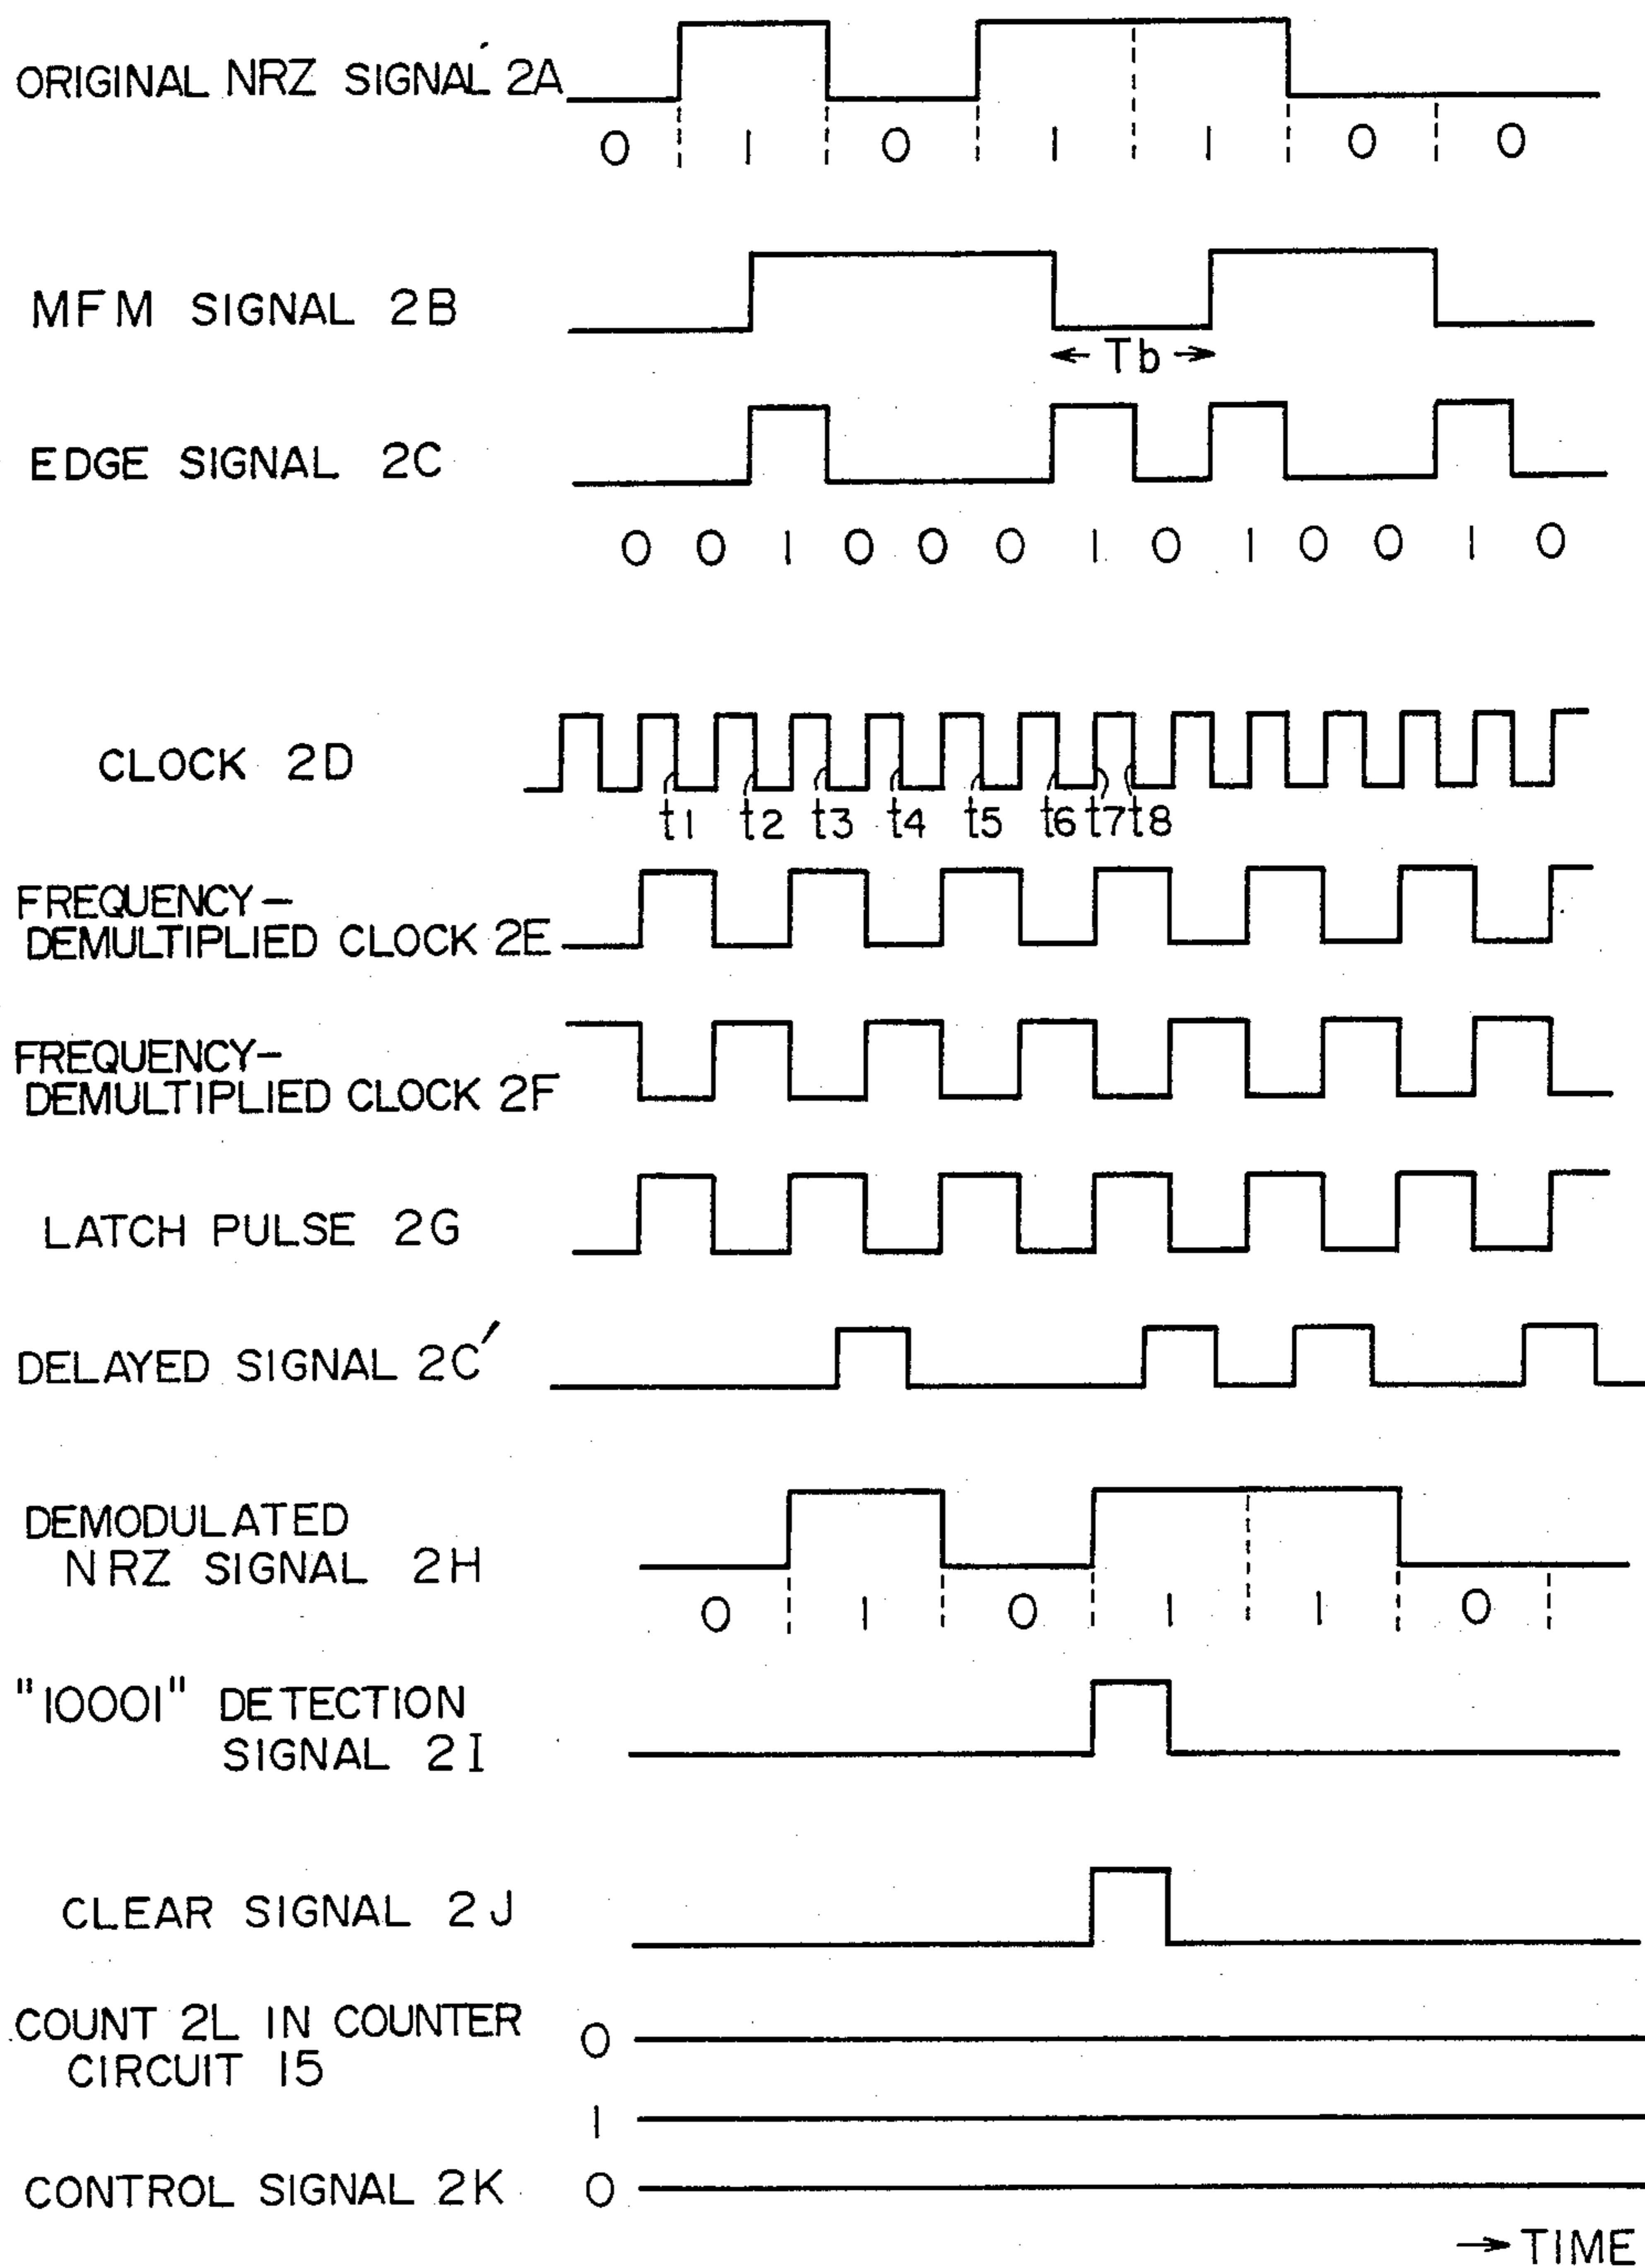 ORIGINAL NRZ SIGNAL 2A
0 1 0 1 1 0 0
MFM SIGNAL 2B
← Tb →
EDGE SIGNAL 2C
0 0 1 0 0 0 1 0 1 0 0 1 0
CLOCK 2D
t1 t2 t3 t4 t5 t6 t7 t8
FREQUENCY-
DEMULTIPLIED CLOCK 2E
FREQUENCY-
DEMULTIPLIED CLOCK 2F
LATCH PULSE 2G
DELAYED SIGNAL 2C′
DEMODULATED
NRZ SIGNAL 2H
0 1 0 1 1 0
"10001" DETECTION
SIGNAL 2I
CLEAR SIGNAL 2J
COUNT 2L IN COUNTER
CIRCUIT 15
0
1
CONTROL SIGNAL 2K 0
→ TIME